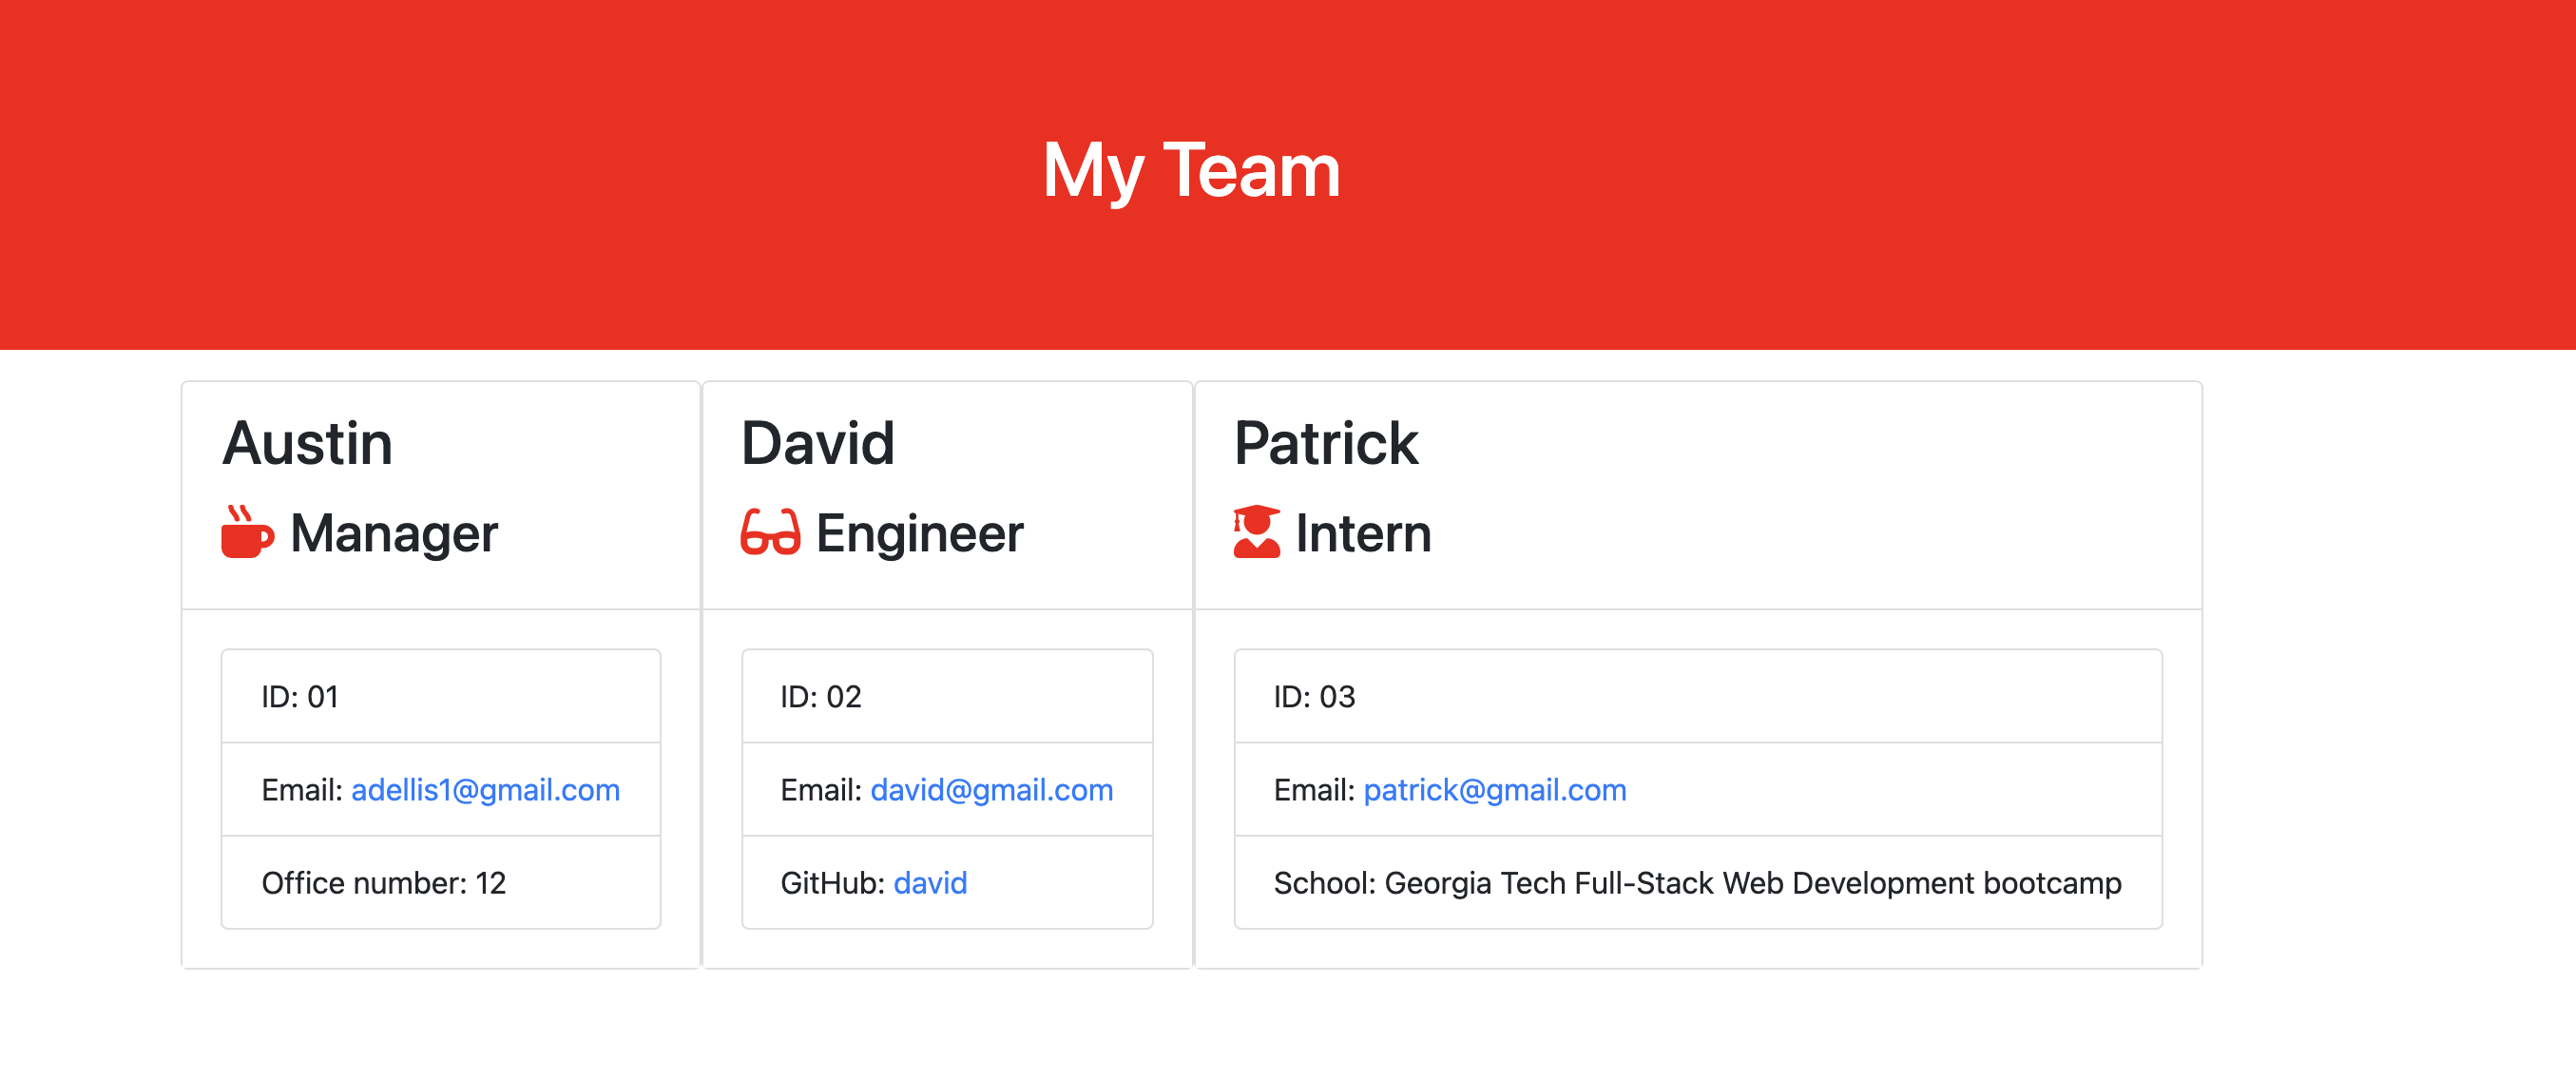 My Team
Austin
Manager
ID: 01
Email: adellis1@gmail.com
Office number: 12
David
Engineer
ID: 02
Email: david@gmail.com
GitHub: david
Patrick
Intern
ID: 03
Email: patrick@gmail.com
School: Georgia Tech Full-Stack Web Development bootcamp